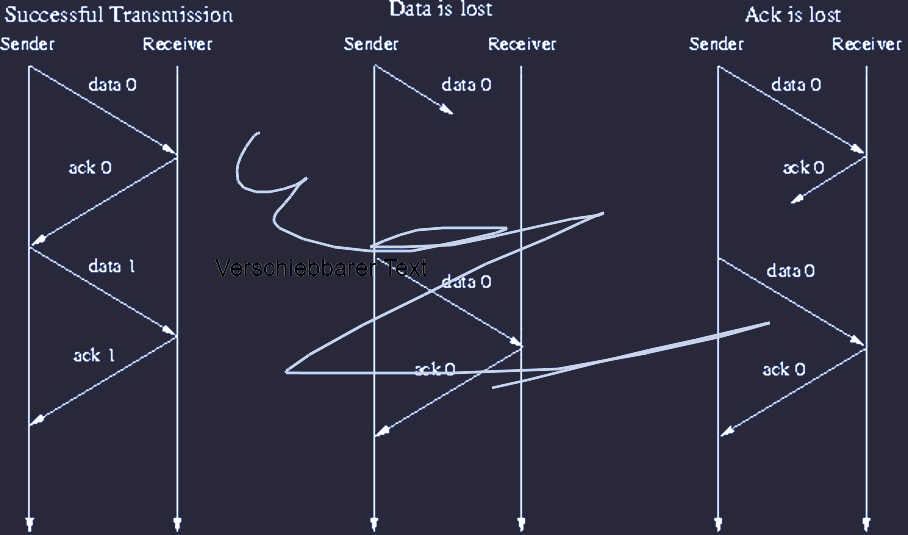 Successful Transmission
Sender Receiver
data 0
ack 0
data 1
ack 1
Data is lost
Sender Receiver
data 0
Verschiebbarer Text
data 0
ack 0
Ack is lost
Sender Receiver
data 0
ack 0
data 0
ack 0